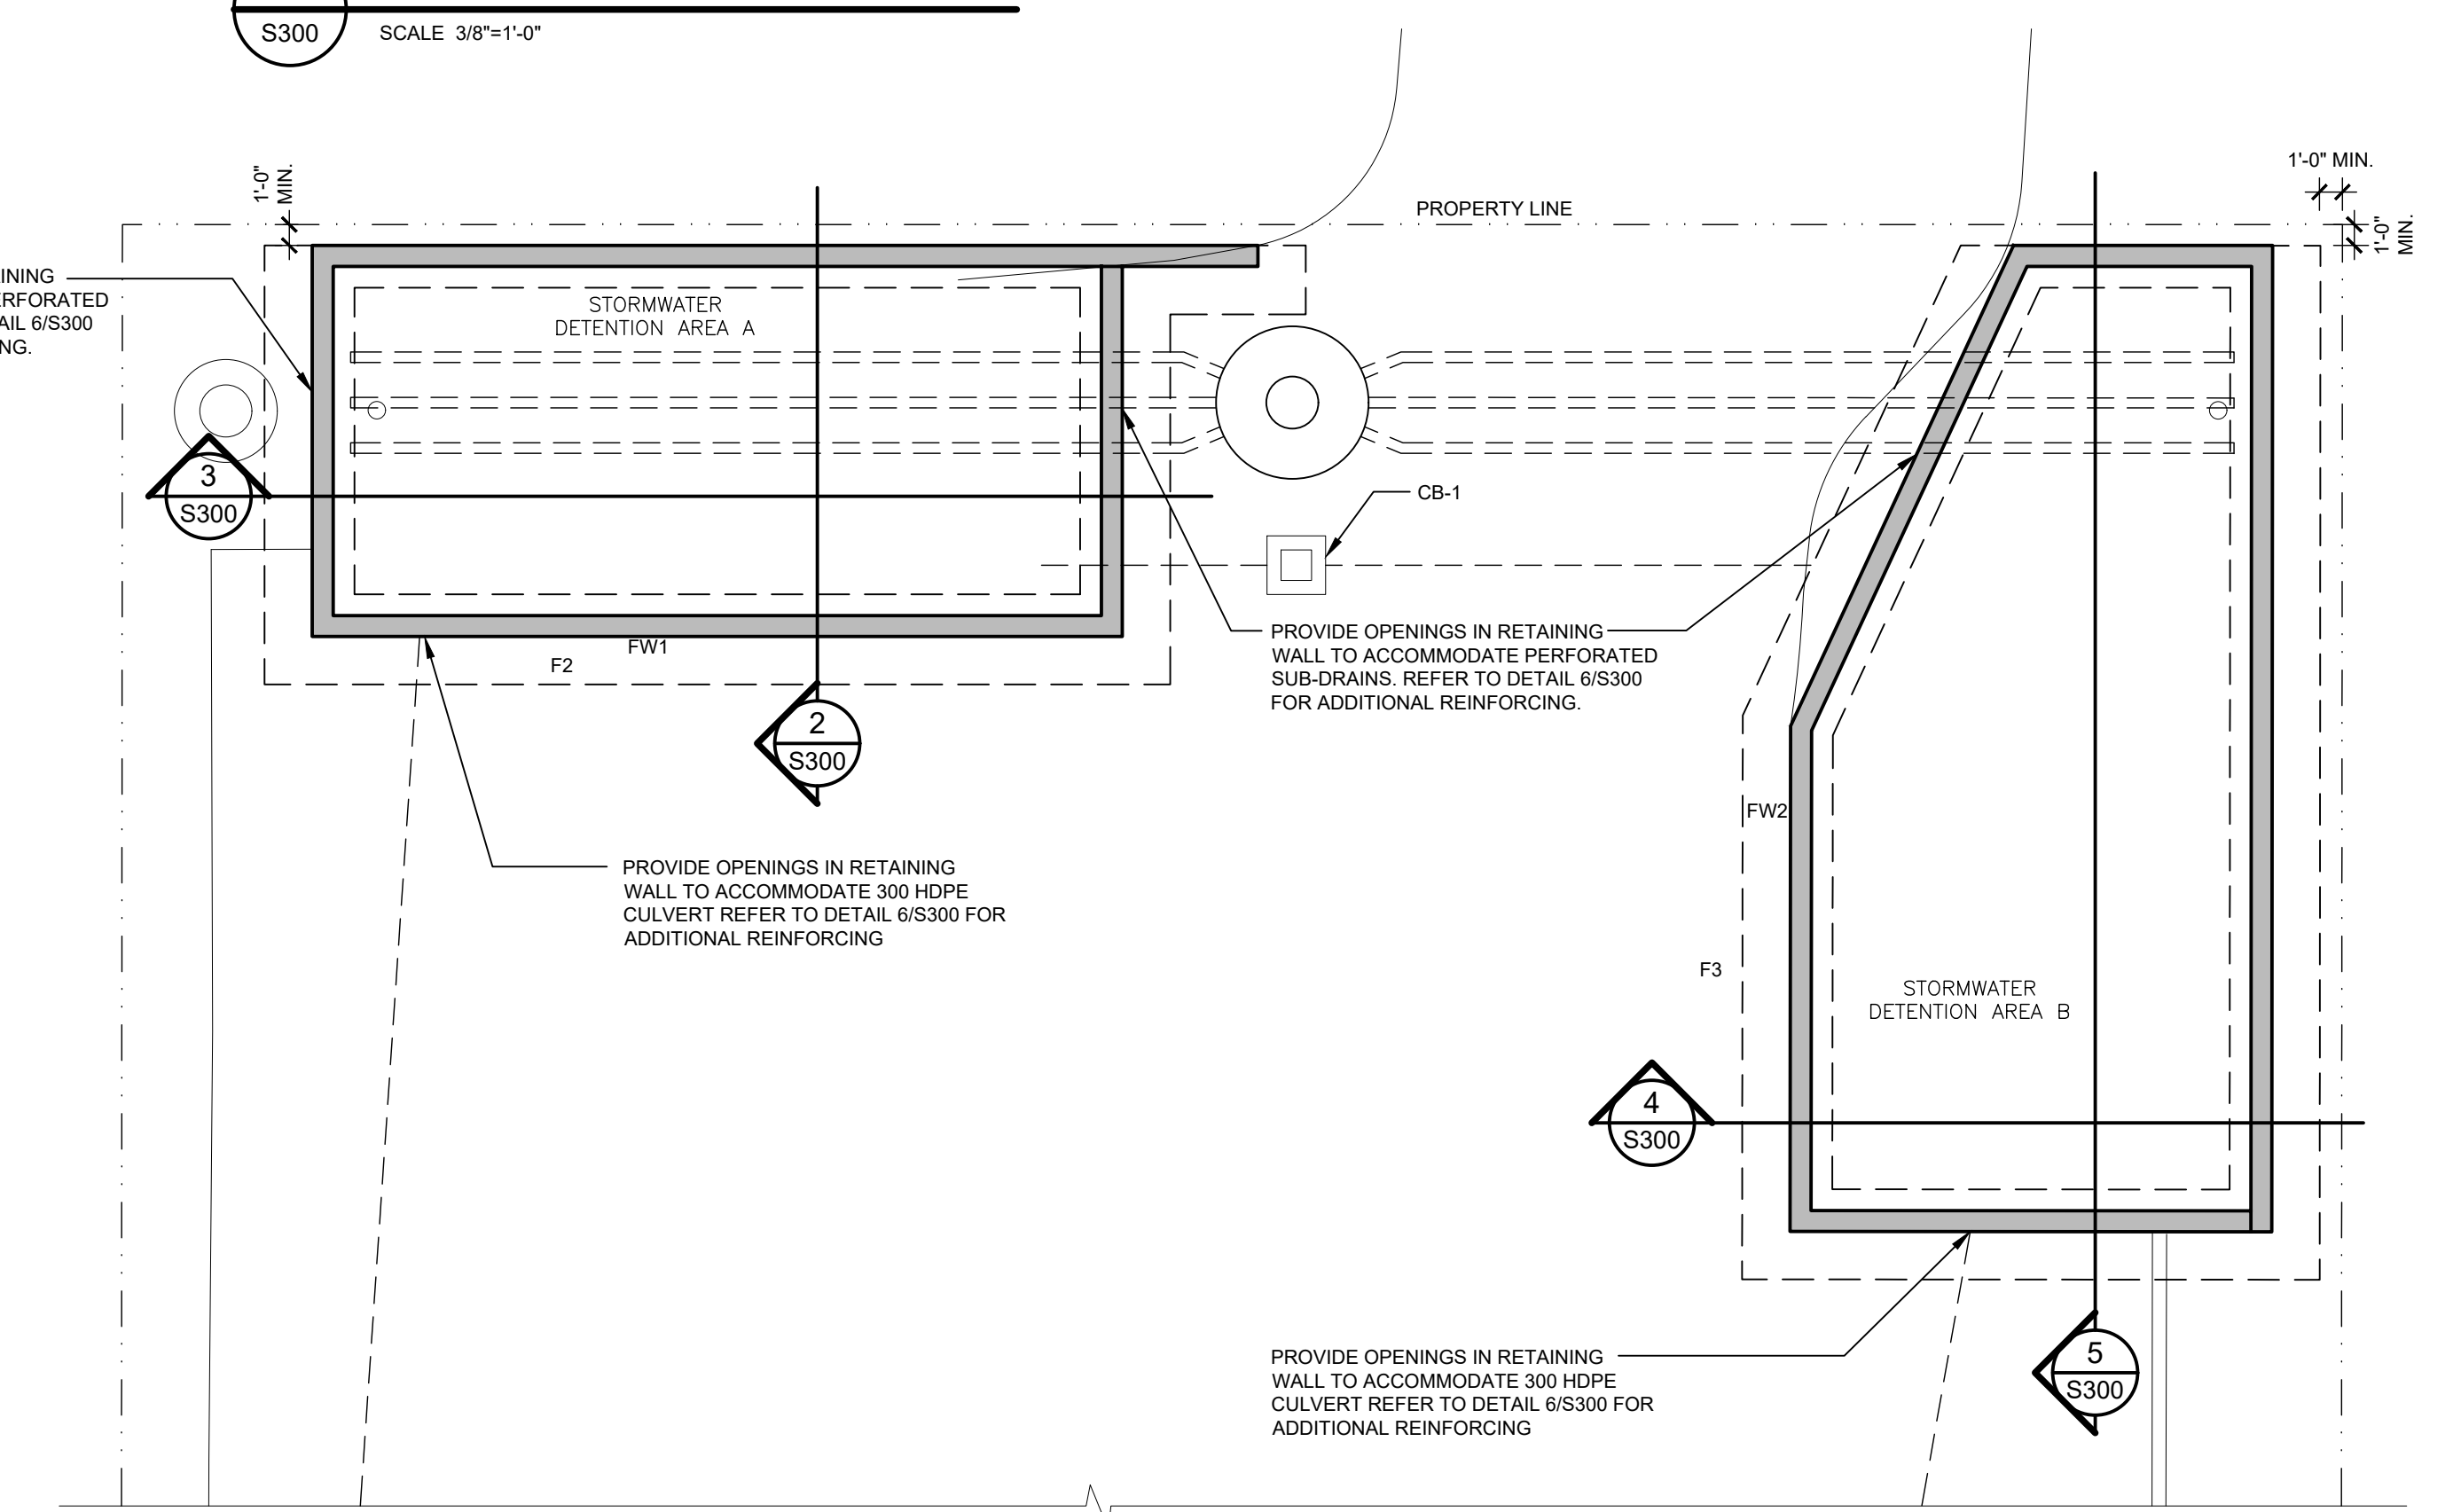 S300
SCALE 3/8"=1'-0"
1'-0"
MIN.
PROPERTY LINE
1'-0" MIN.
1'-0"
MIN.
INING
ERFORATED
AIL 6/S300
NG.
STORMWATER
DETENTION AREA A
3
S300
CB-1
FW1
F2
PROVIDE OPENINGS IN RETAINING
WALL TO ACCOMMODATE PERFORATED
SUB-DRAINS. REFER TO DETAIL 6/S300
FOR ADDITIONAL REINFORCING.
2
S300
FW2
PROVIDE OPENINGS IN RETAINING
WALL TO ACCOMMODATE 300 HDPE
CULVERT REFER TO DETAIL 6/S300 FOR
ADDITIONAL REINFORCING
F3
STORMWATER
DETENTION AREA B
4
S300
PROVIDE OPENINGS IN RETAINING
WALL TO ACCOMMODATE 300 HDPE
CULVERT REFER TO DETAIL 6/S300 FOR
ADDITIONAL REINFORCING
5
S300